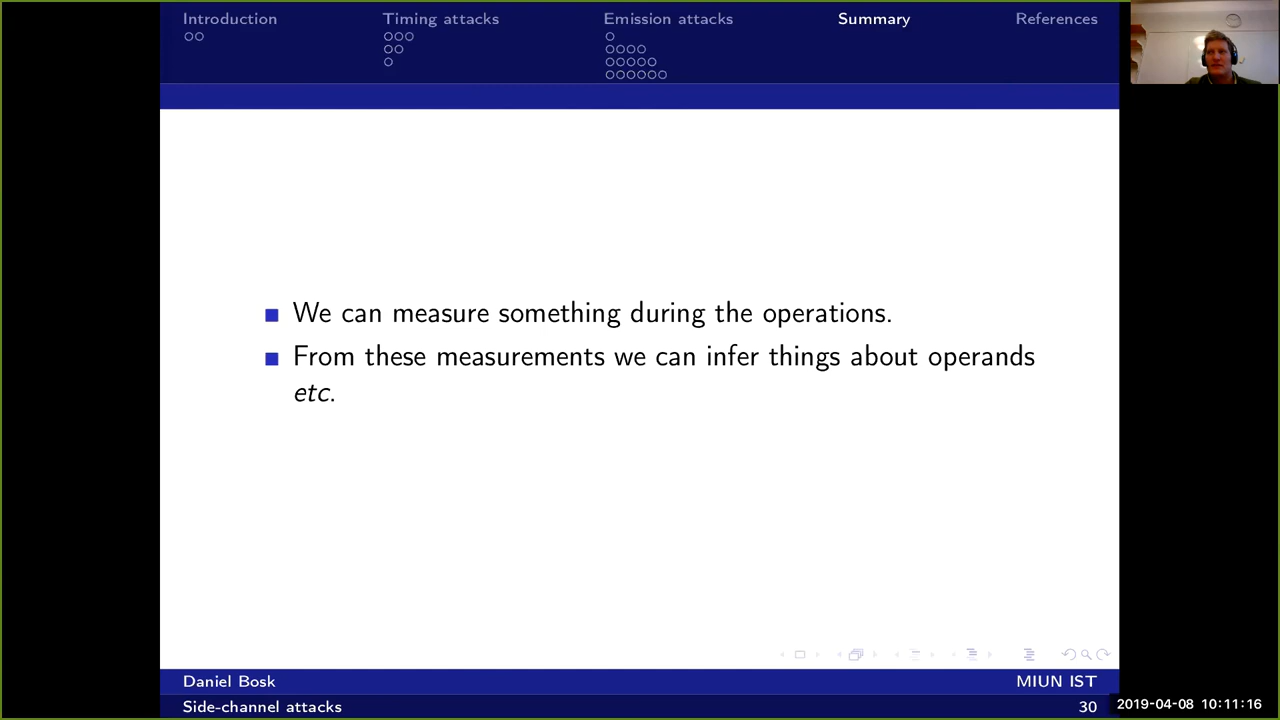 Introduction
Timing attacks
Emission attacks
Summary
References
We can measure something during the operations.
From these measurements we can infer things about operands
etc.
Daniel Bosk
MIUN IST
Side-channel attacks
30
2019-04-08 10:11:16